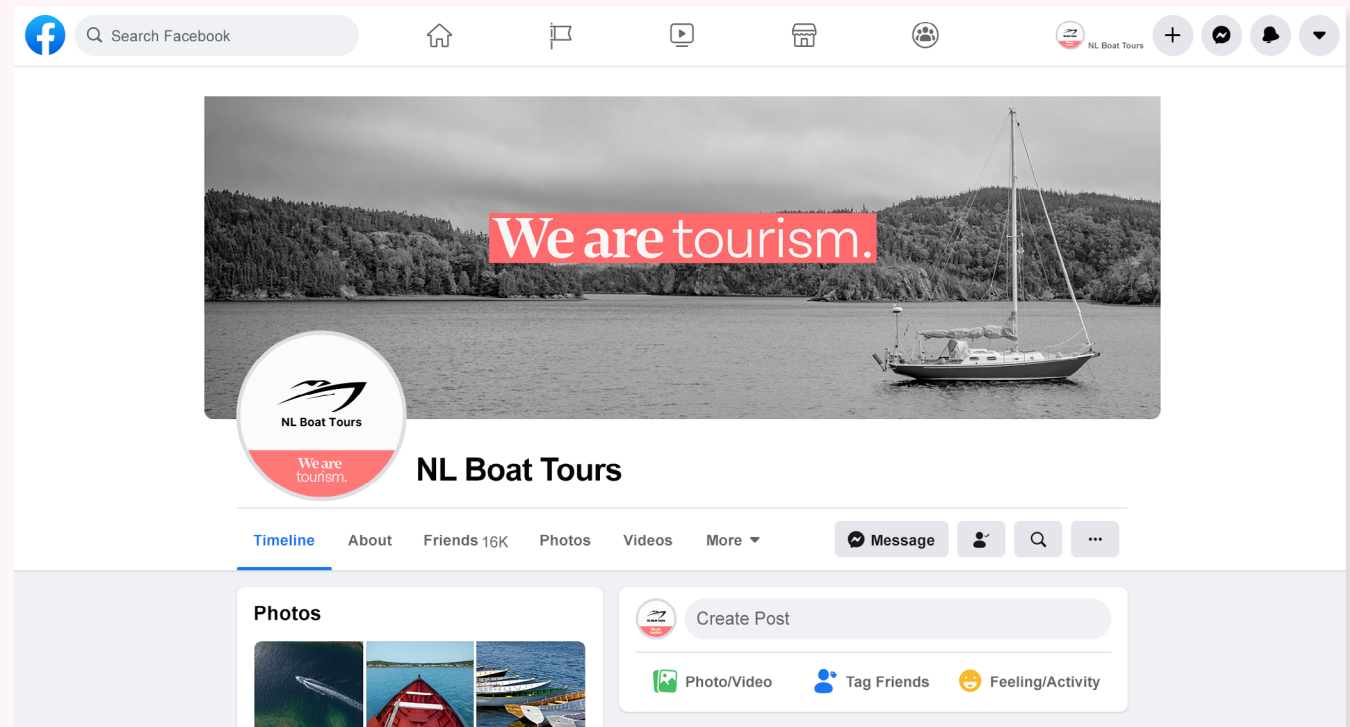 Search Facebook
NL Boat Tours
We are tourism.
NL Boat Tours
We are
tourism.
NL Boat Tours
Timeline About Friends 16K Photos Videos More
Message
Photos
Create Post
Photo/Video Tag Friends Feeling/Activity